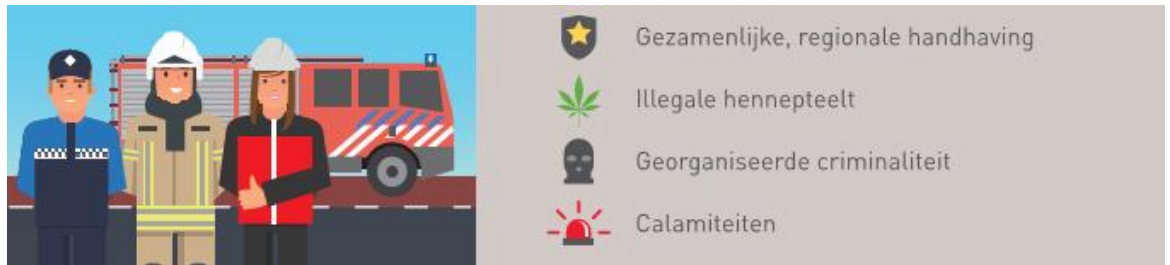 Gezamenlijke, regionale handhaving
Illegale hennepteelt
Georganiseerde criminaliteit
Calamiteiten